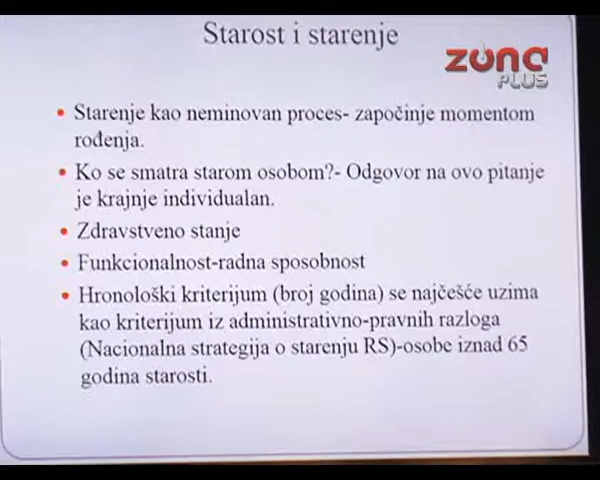 Starost i starenje
ZONA
PLUS
• Starenje kao neminovan proces- započinje momentom
rođenja.
• Ko se smatra starom osobom?- Odgovor na ovo pitanje
je krajnje individualan.
• Zdravstveno stanje
• Funkcionalnost-radna sposobnost
• Hronološki kriterijum (broj godina) se najčešće uzima
kao kriterijum iz administrativno-pravnih razloga
(Nacionalna strategija o starenju RS)-osobe iznad 65
godina starosti.